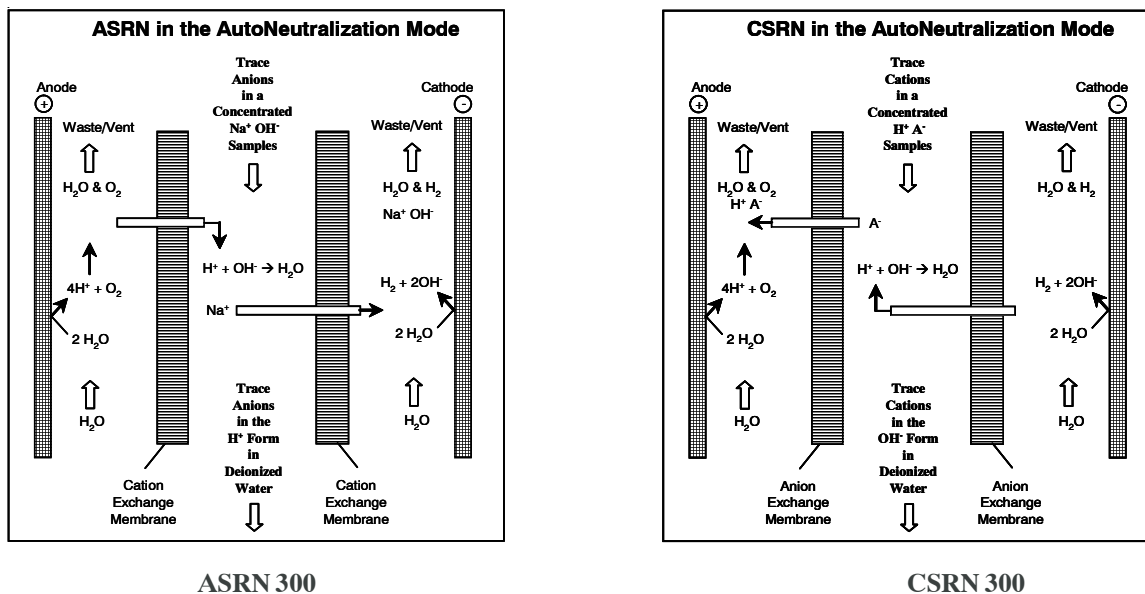 ASRN in the AutoNeutralization Mode
Trace
Anions
in a
Concentrated
Na⁺ OH⁻
Samples
Anode
+
Cathode
-
Waste/Vent
Waste/Vent
H₂O & O₂
H₂O & H₂
Na⁺ OH⁻
H⁺ + OH⁻ → H₂O
4H⁺ + O₂
H₂ + 2OH⁻
Na⁺
2 H₂O
2 H₂O
Trace
Anions
in the
H⁺ Form
in
Deionized
Water
H₂O
H₂O
Cation
Exchange
Membrane
Cation
Exchange
Membrane
ASRN 300
CSRN in the AutoNeutralization Mode
Trace
Cations
in a
Concentrated
H⁺ A⁻
Samples
Anode
+
Cathode
-
Waste/Vent
Waste/Vent
H₂O & O₂
H⁺ A⁻
H₂O & H₂
A⁻
H⁺ + OH⁻ → H₂O
4H⁺ + O₂
H₂ + 2OH⁻
2 H₂O
2 H₂O
Trace
Cations
in the
OH⁻ Form
in
Deionized
Water
H₂O
H₂O
Anion
Exchange
Membrane
Anion
Exchange
Membrane
CSRN 300